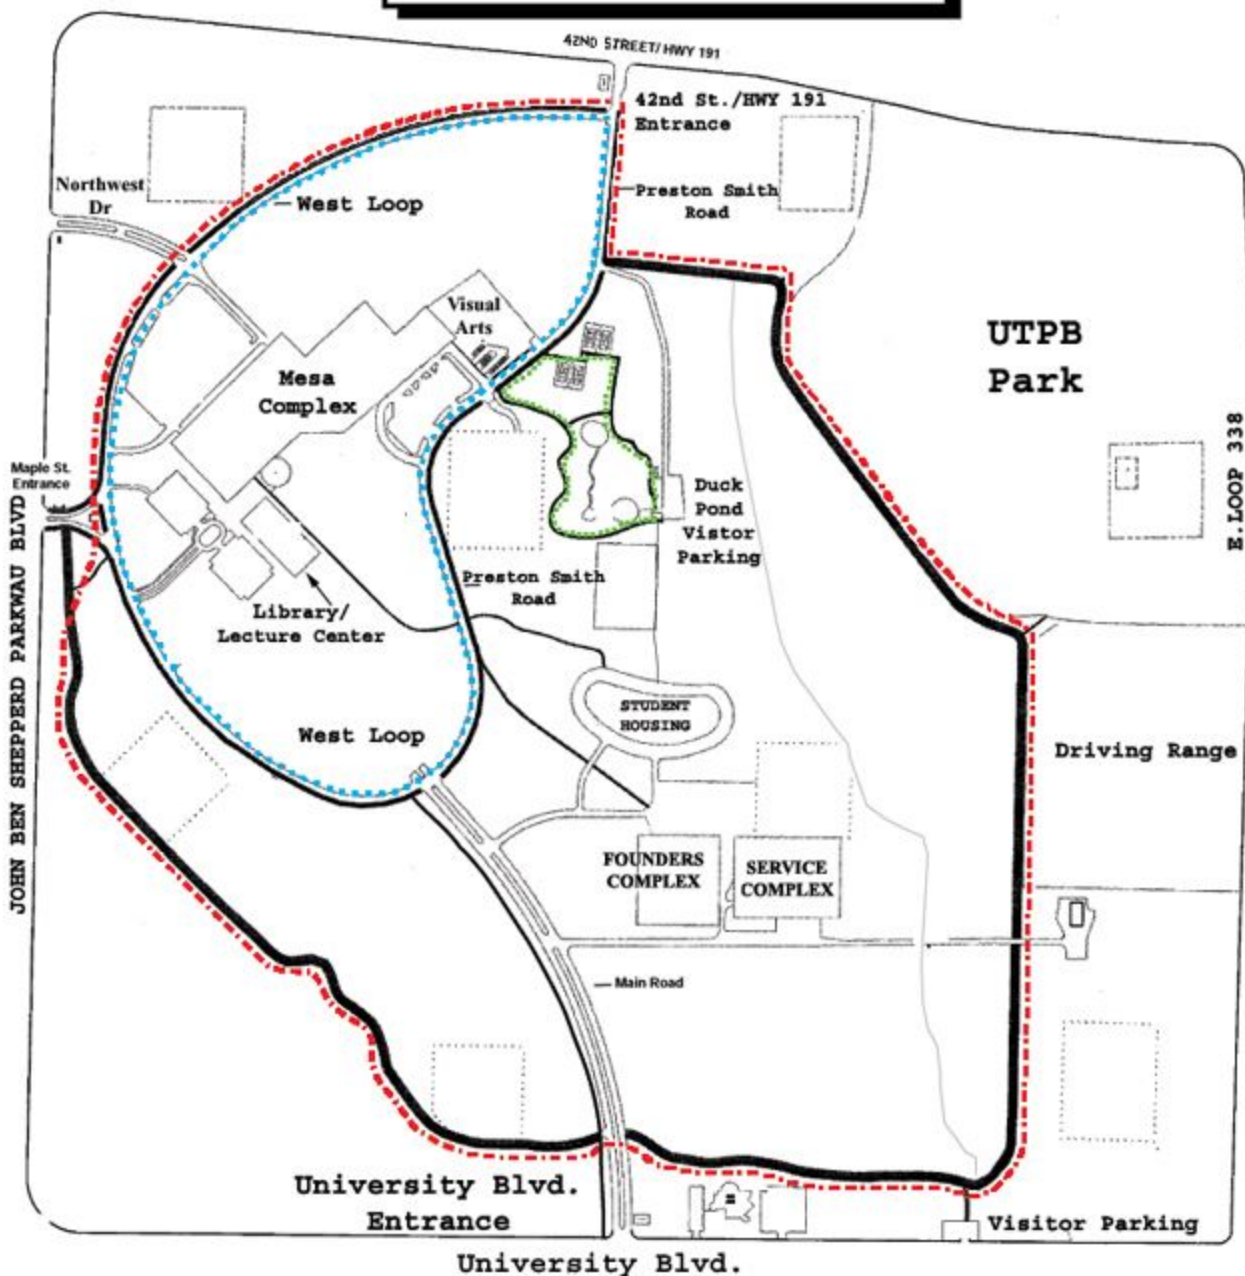 42ND STREET/ HWY 191
42nd St./HWY 191
Entrance
Northwest
Dr
West Loop
Preston Smith
Road
Visual
Arts
UTPB
Park
Mesa
Complex
Maple St.
Entrance
E.LOOP 338
Duck
Pond
Vistor
Parking
JOHN BEN SHEPPERD PARKWAU BLVD
Preston Smith
Road
Library/
Lecture Center
STUDENT
HOUSING
West Loop
Driving Range
FOUNDERS
COMPLEX
SERVICE
COMPLEX
Main Road
University Blvd.
Entrance
Visitor Parking
University Blvd.